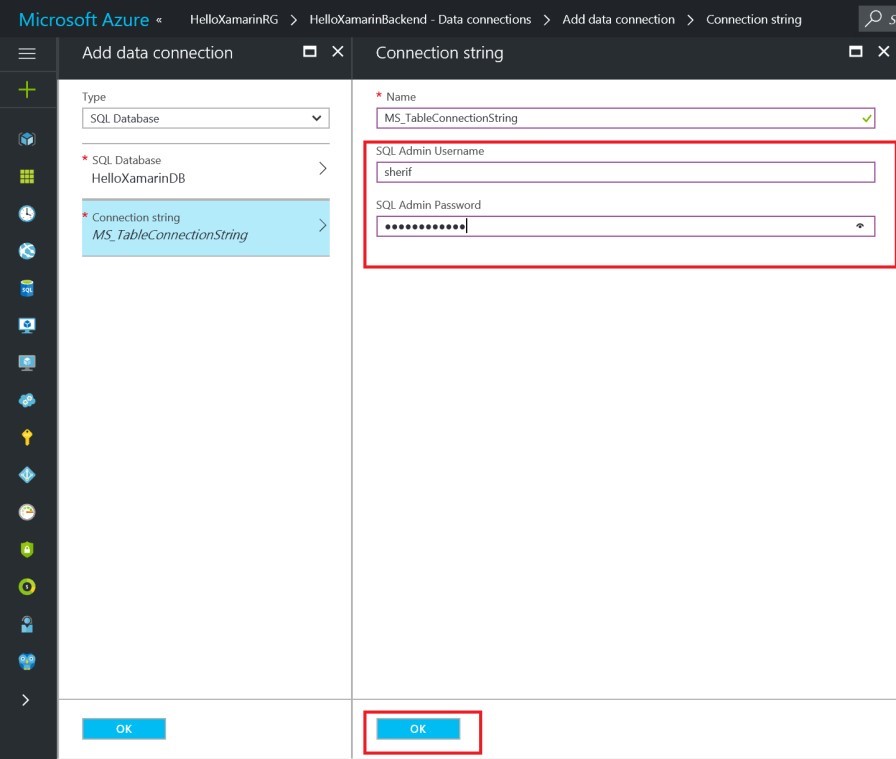 Microsoft Azure « HelloXamarinRG > HelloXamarinBackend - Data connections > Add data connection > Connection string
Add data connection
Type
SQL Database
* SQL Database
HelloXamarinDB
* Connection string
MS_TableConnectionString
OK
Connection string
* Name
MS_TableConnectionString
SQL Admin Username
sherif
SQL Admin Password
●●●●●●●●●●●●
OK
SQL